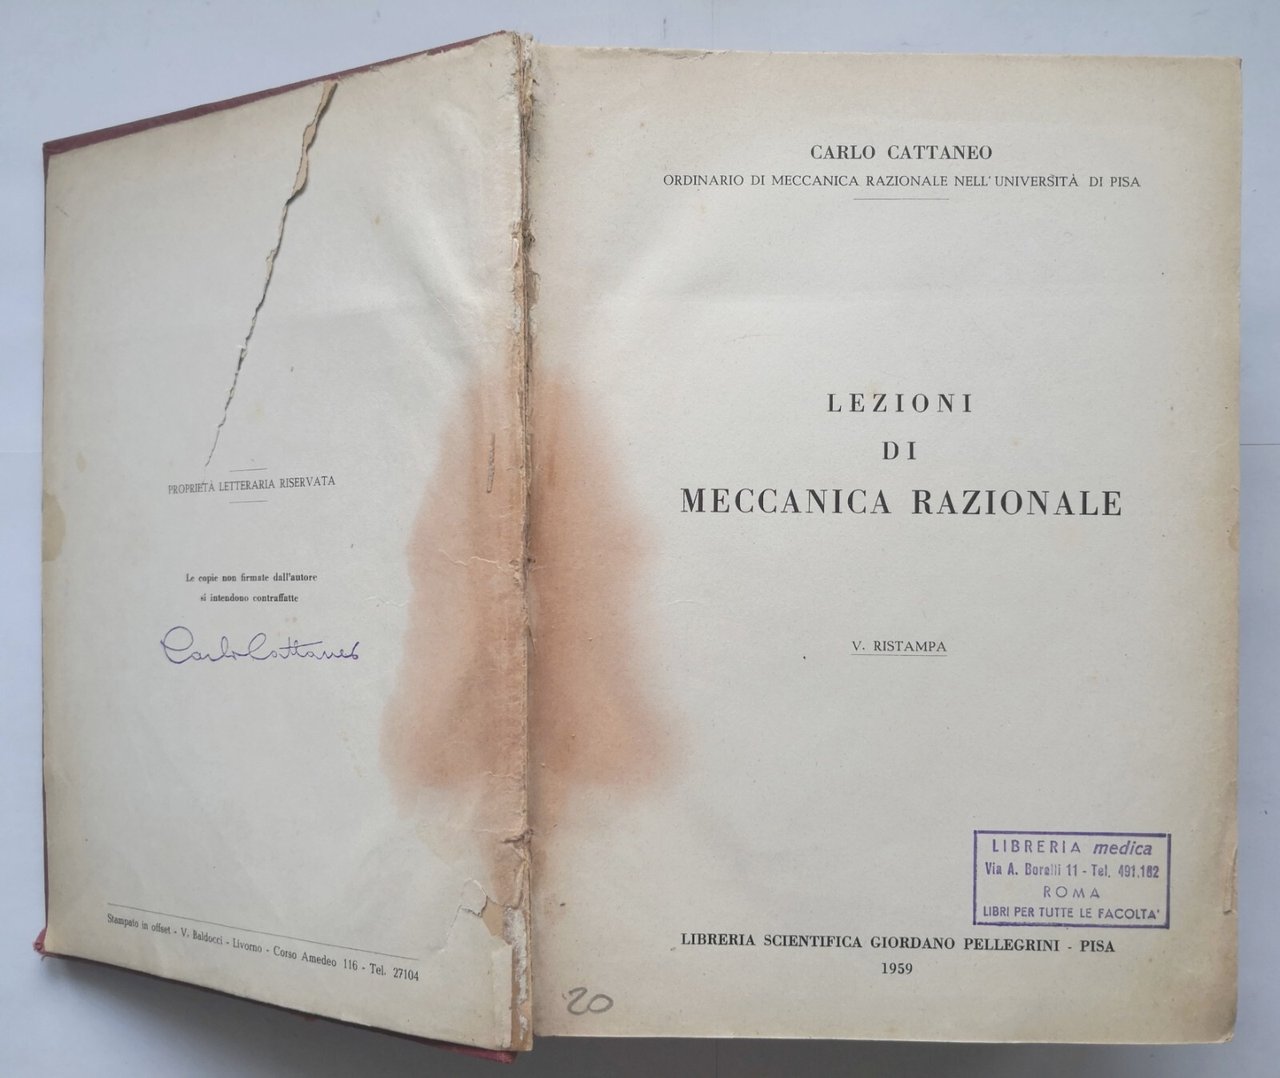 PROPRIETÀ LETTERARIA RISERVATA
Le copie non firmate dall'autore
si intendono contraffatte
Carlo Cattaneo
Stampato in offset - V. Baldocci - Livorno - Corso Amedeo 116 - Tel. 27104
CARLO CATTANEO
ORDINARIO DI MECCANICA RAZIONALE NELL'UNIVERSITÀ DI PISA
LEZIONI
DI
MECCANICA RAZIONALE
V. RISTAMPA
LIBRERIA medica
Via A. Borelli 11 - Tel. 491.182
ROMA
LIBRI PER TUTTE LE FACOLTA'
LIBRERIA SCIENTIFICA GIORDANO PELLEGRINI - PISA
1959
20